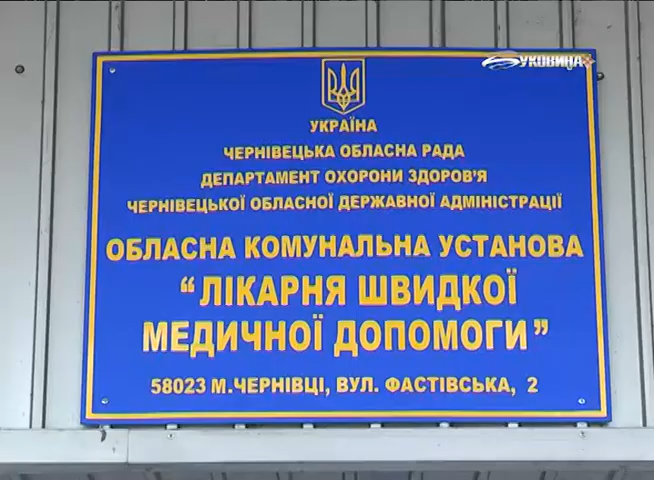 БУКОВИНА
УКРАЇНА
ЧЕРНІВЕЦЬКА ОБЛАСНА РАДА
ДЕПАРТАМЕНТ ОХОРОНИ ЗДОРОВ'Я
ЧЕРНІВЕЦЬКОЇ ОБЛАСНОЇ ДЕРЖАВНОЇ АДМІНІСТРАЦІЇ
ОБЛАСНА КОМУНАЛЬНА УСТАНОВА
“ЛІКАРНЯ ШВИДКОЇ
МЕДИЧНОЇ ДОПОМОГИ”
58023 М.ЧЕРНІВЦІ, ВУЛ. ФАСТІВСЬКА, 2